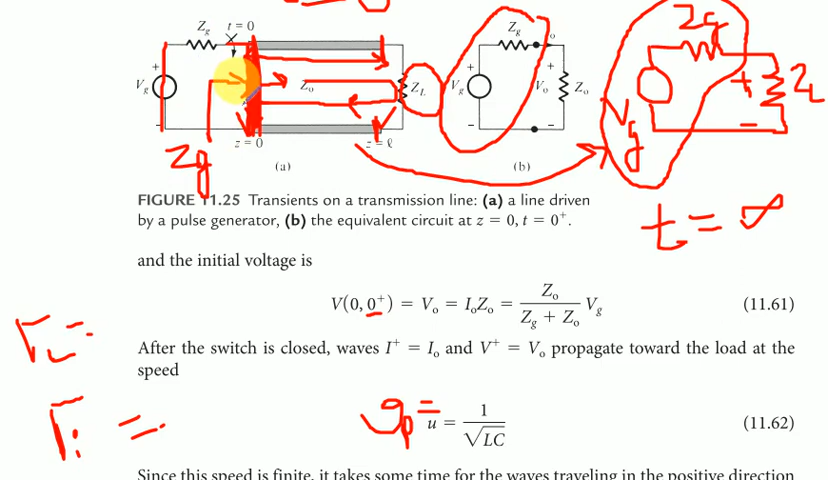 Z_g t = 0 Z_g Z_g
V_g Z_o Z_L V_g V_o Z_o Z_L
z = 0 z = ℓ V_g
Z_g (a) (b)
t = ∞
FIGURE 11.25 Transients on a transmission line: (a) a line driven
by a pulse generator, (b) the equivalent circuit at z = 0, t = 0⁺.
and the initial voltage is
V(0, 0⁺) = V_o = I_oZ_o = Z_o / (Z_g + Z_o) V_g (11.61)
Γ_L =
After the switch is closed, waves I⁺ = I_o and V⁺ = V_o propagate toward the load at the
speed
Γ_i = ϑ_p = u = 1 / √LC (11.62)
Since this speed is finite, it takes some time for the waves traveling in the positive direction